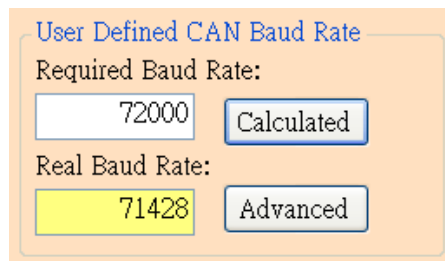 User Defined CAN Baud Rate
Required Baud Rate:
72000 Calculated
Real Baud Rate:
71428 Advanced